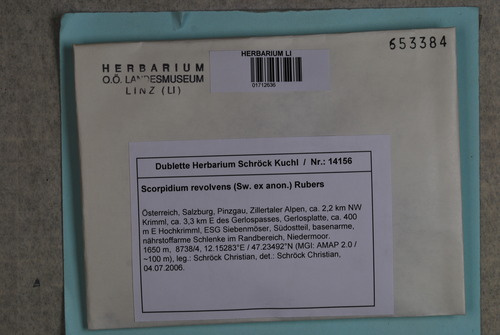 653384
HERBARIUM
O.Ö. LANDESMUSEUM
LINZ (LI)
HERBARIUM LI
01712636
Dublette Herbarium Schröck Kuchl / Nr.: 14156
Scorpidium revolvens (Sw. ex anon.) Rubers
Österreich, Salzburg, Pinzgau, Zillertaler Alpen, ca. 2,2 km NW
Krimml, ca. 3,3 km E des Gerlospasses, Gerlosplatte, ca. 400
m E Hochkrimml, ESG Siebenmöser, Südostteil, basenarme,
nährstoffarme Schlenke im Randbereich, Niedermoor.
1650 m, 8738/4, 12.15283°E / 47.23492°N (MGI: AMAP 2.0 /
~100 m), leg.: Schröck Christian, det.: Schröck Christian,
04.07.2006.